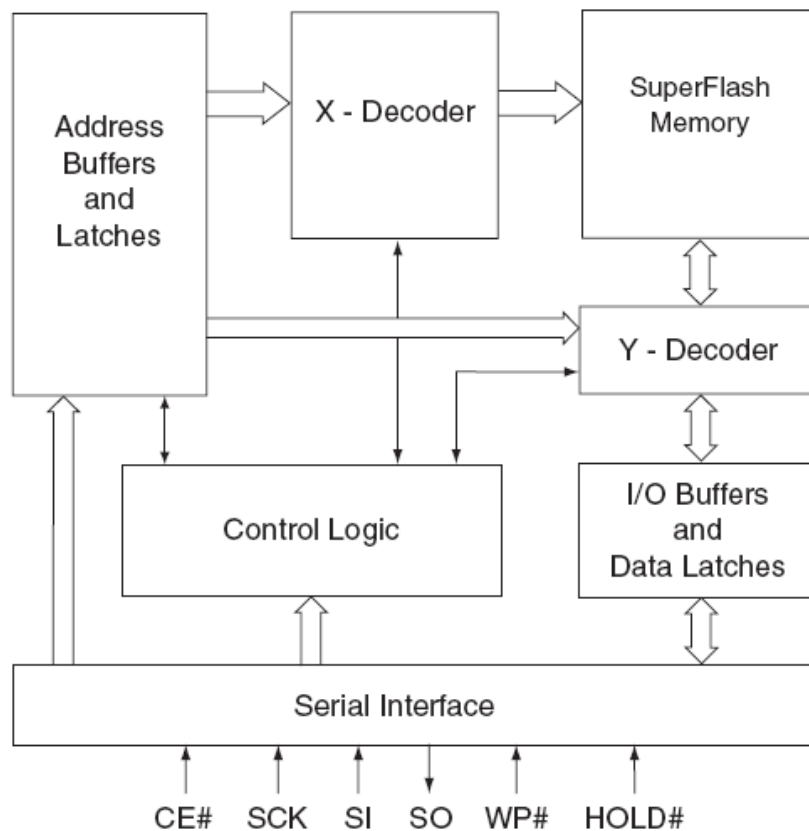 Address
Buffers
and
Latches
X - Decoder
SuperFlash
Memory
Y - Decoder
Control Logic
I/O Buffers
and
Data Latches
Serial Interface
CE# SCK SI SO WP# HOLD#